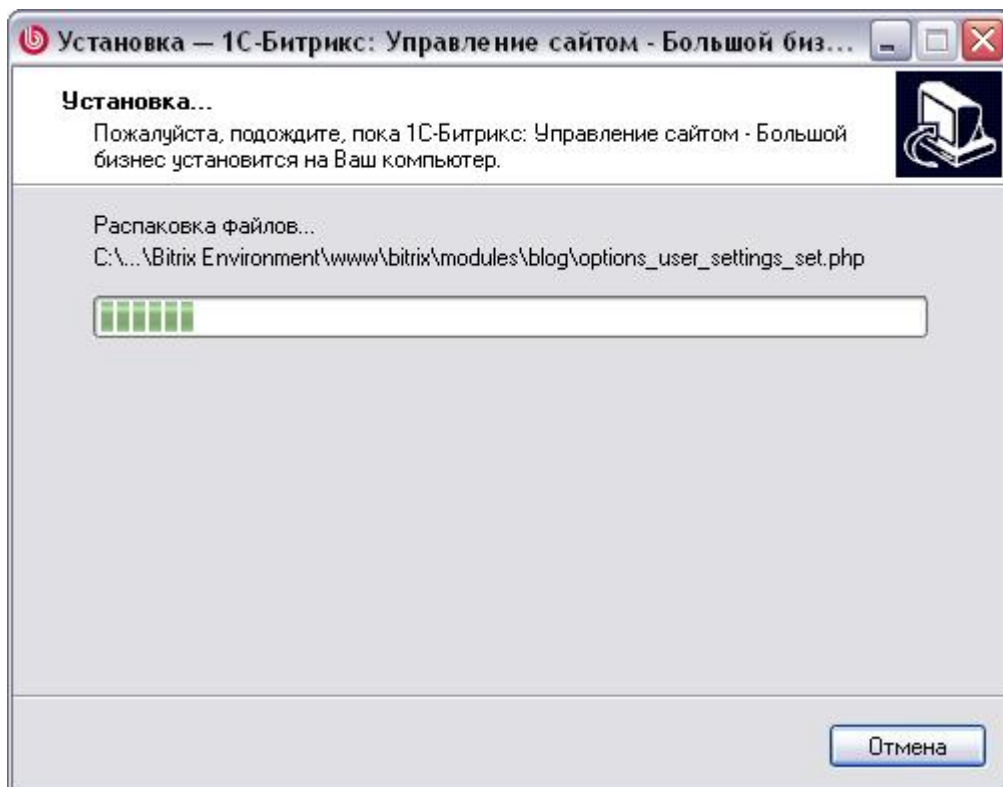 Установка — 1С-Битрикс: Управление сайтом - Большой биз...
Установка...
Пожалуйста, подождите, пока 1С-Битрикс: Управление сайтом - Большой
бизнес установится на Ваш компьютер.
Распаковка файлов...
C:\...\Bitrix Environment\www\bitrix\modules\blog\options_user_settings_set.php
Отмена